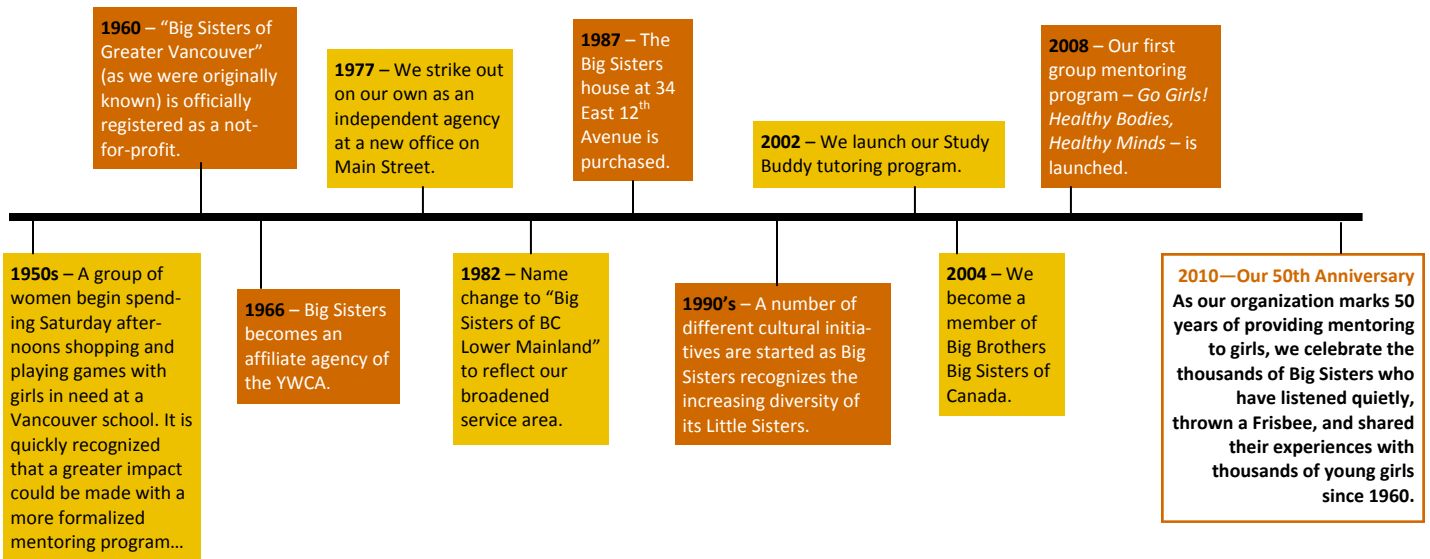 1960 – “Big Sisters of
Greater Vancouver”
(as we were originally
known) is officially
registered as a not-
for-profit.
1977 – We strike out
on our own as an
independent agency
at a new office on
Main Street.
1987 – The
Big Sisters
house at 34
East 12th
Avenue is
purchased.
2002 – We launch our Study
Buddy tutoring program.
2008 – Our first
group mentoring
program – Go Girls!
Healthy Bodies,
Healthy Minds – is
launched.
1950s – A group of
women begin spend-
ing Saturday after-
noons shopping and
playing games with
girls in need at a
Vancouver school. It is
quickly recognized
that a greater impact
could be made with a
more formalized
mentoring program…
1966 – Big Sisters
becomes an
affiliate agency of
the YWCA.
1982 – Name
change to “Big
Sisters of BC
Lower Mainland”
to reflect our
broadened
service area.
1990's – A number of
different cultural initia-
tives are started as Big
Sisters recognizes the
increasing diversity of
its Little Sisters.
2004 – We
become a
member of
Big Brothers
Big Sisters of
Canada.
2010—Our 50th Anniversary
As our organization marks 50
years of providing mentoring
to girls, we celebrate the
thousands of Big Sisters who
have listened quietly,
thrown a Frisbee, and shared
their experiences with
thousands of young girls
since 1960.